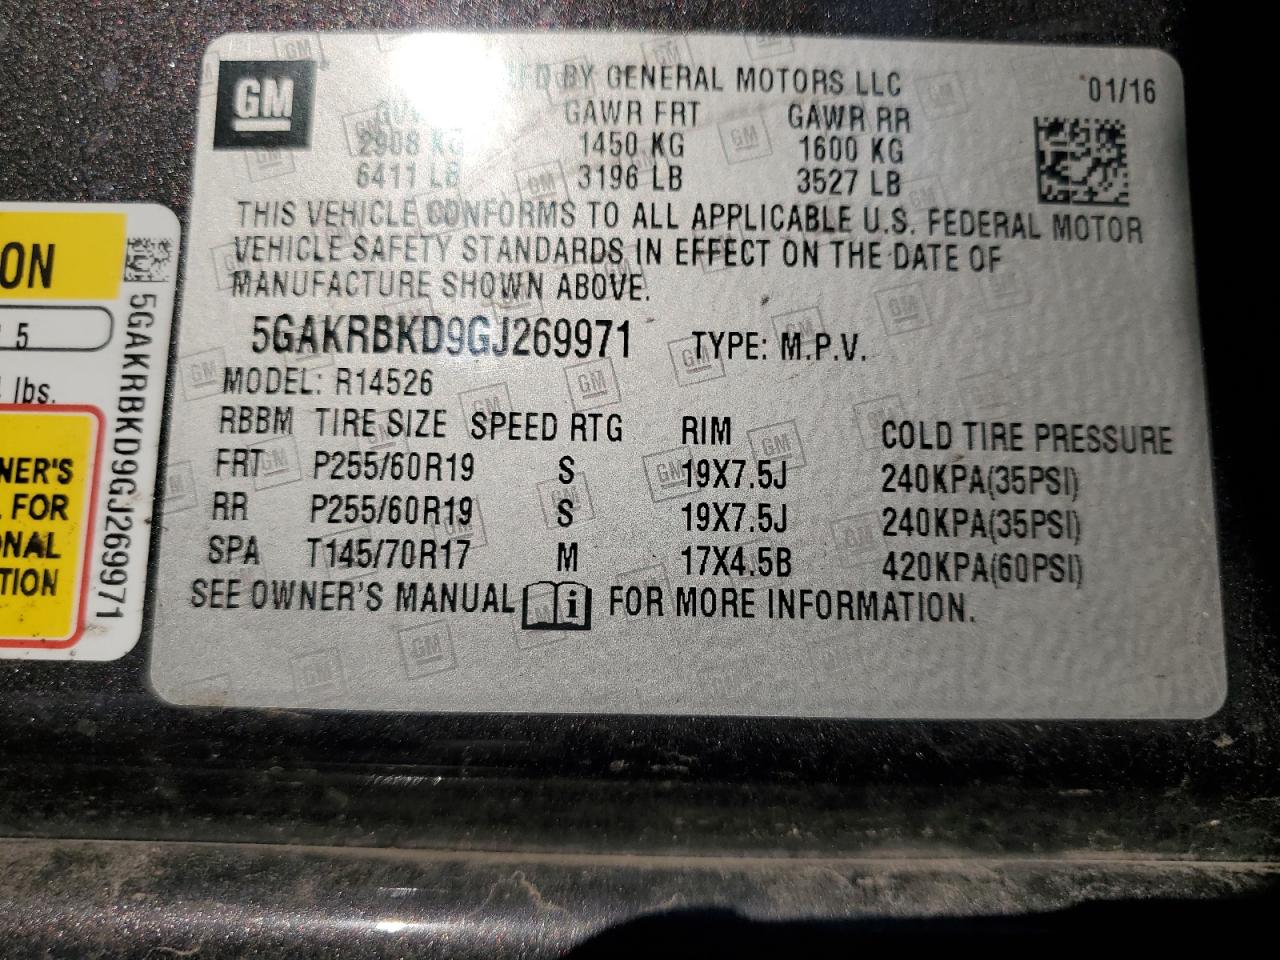 GM
MFD BY GENERAL MOTORS LLC
01/16
GAWR FRT
GAWR RR
2908 KG
1450 KG
1600 KG
6411 LB
3196 LB
3527 LB
THIS VEHICLE CONFORMS TO ALL APPLICABLE U.S. FEDERAL MOTOR
VEHICLE SAFETY STANDARDS IN EFFECT ON THE DATE OF
MANUFACTURE SHOWN ABOVE.
5GAKRBKD9GJ269971 TYPE: M.P.V.
MODEL: R14526
RBBM TIRE SIZE SPEED RTG RIM COLD TIRE PRESSURE
FRT P255/60R19 S 19X7.5J 240KPA(35PSI)
RR P255/60R19 S 19X7.5J 240KPA(35PSI)
SPA T145/70R17 M 17X4.5B 420KPA(60PSI)
SEE OWNER'S MANUAL i FOR MORE INFORMATION.
ON
5
lbs.
NER'S
FOR
NAL
TION
5GAKRBKD9GJ269971